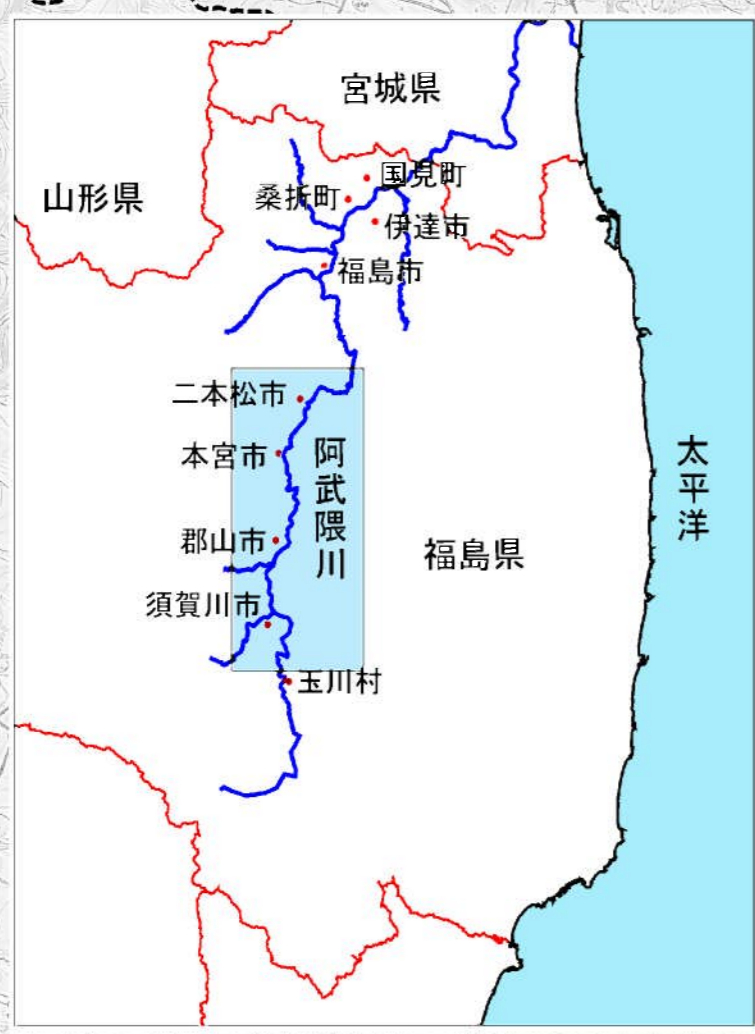 宮城県
国見町
山形県
桑折町
伊達市
福島市
二本松市
本宮市
阿武隈川
太平洋
郡山市
福島県
須賀川市
玉川村